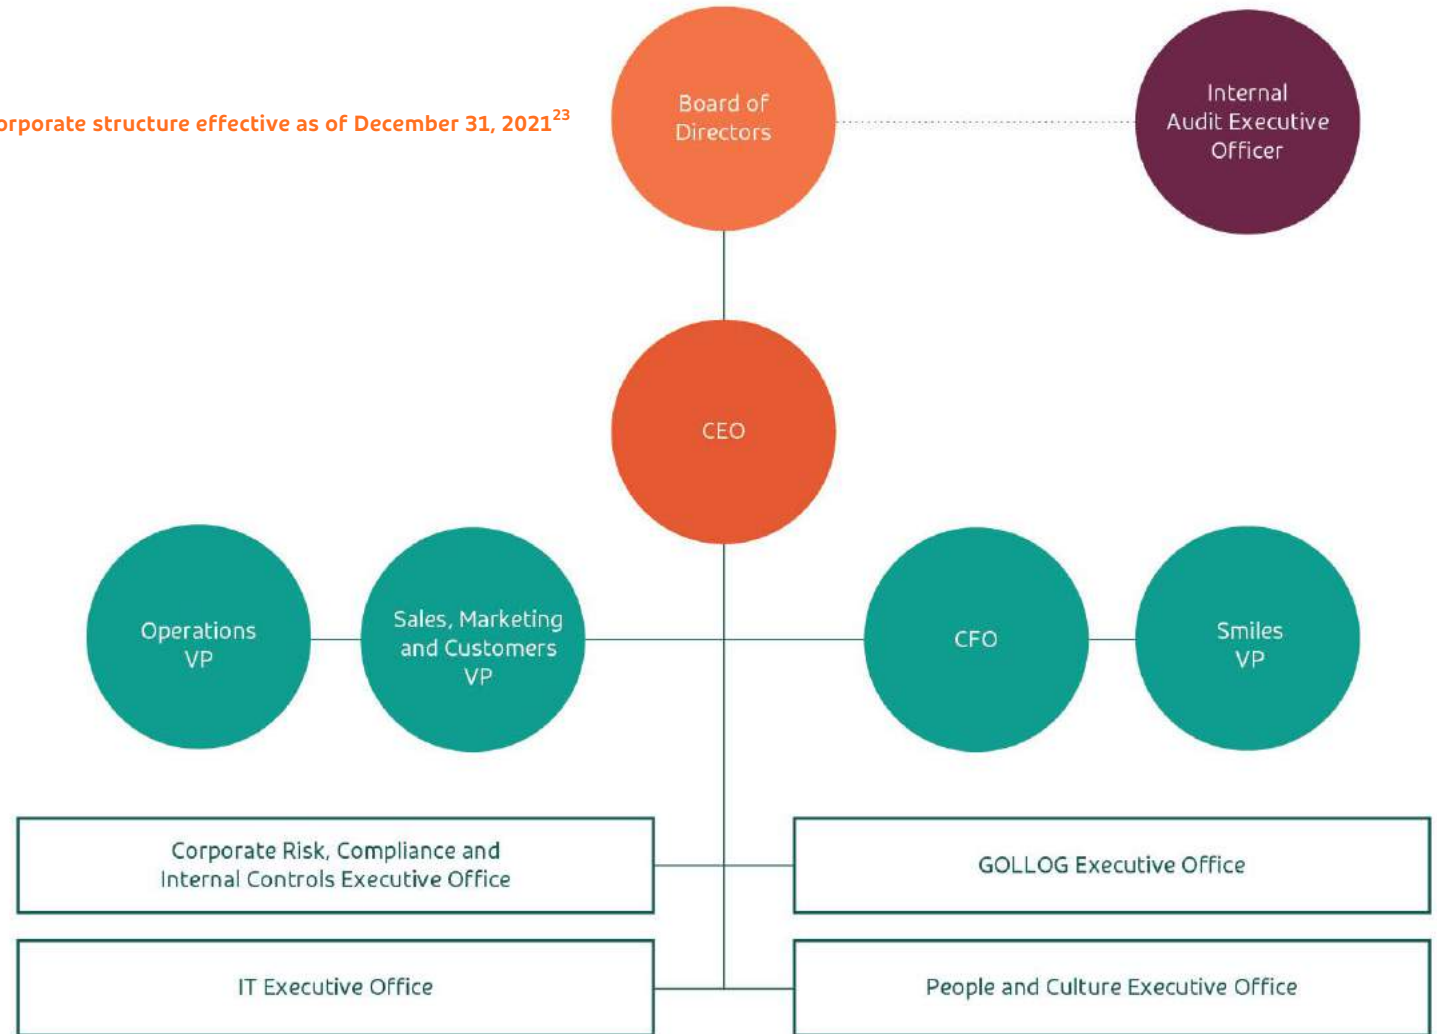 orporate structure effective as of December 31, 2021²³
Board of
Directors
Internal
Audit Executive
Officer
CEO
Operations
VP
Sales, Marketing
and Customers
VP
CFO
Smiles
VP
Corporate Risk, Compliance and
Internal Controls Executive Office
GOLLOG Executive Office
IT Executive Office
People and Culture Executive Office